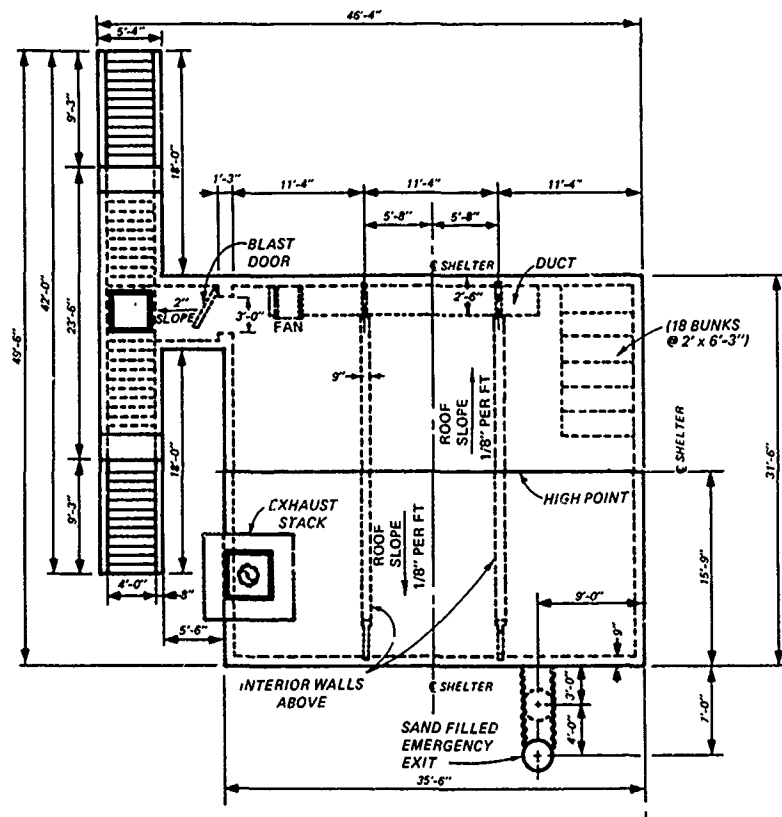 46'-4"
5'-4"
9'-3"
18'-0"
1'-3"
11'-4"
11'-4"
11'-4"
5'-8"
5'-8"
BLAST
DOOR
℄ SHELTER
DUCT
2'-6"
2"
SLOPE
3'-0"
FAN
(18 BUNKS
@ 2' x 6'-3")
49'-6"
42'-0"
23'-6"
9"
ROOF
SLOPE
1/8" PER FT
℄ SHELTER
31'-6"
18'-0"
HIGH POINT
9'-3"
EXHAUST
STACK
ROOF
SLOPE
1/8" PER FT
15'-9"
4'-0"
8"
9'-0"
5'-6"
9"
INTERIOR WALLS
ABOVE
℄ SHELTER
3'-0"
7'-0"
SAND FILLED
EMERGENCY
EXIT
4'-0"
35'-6"